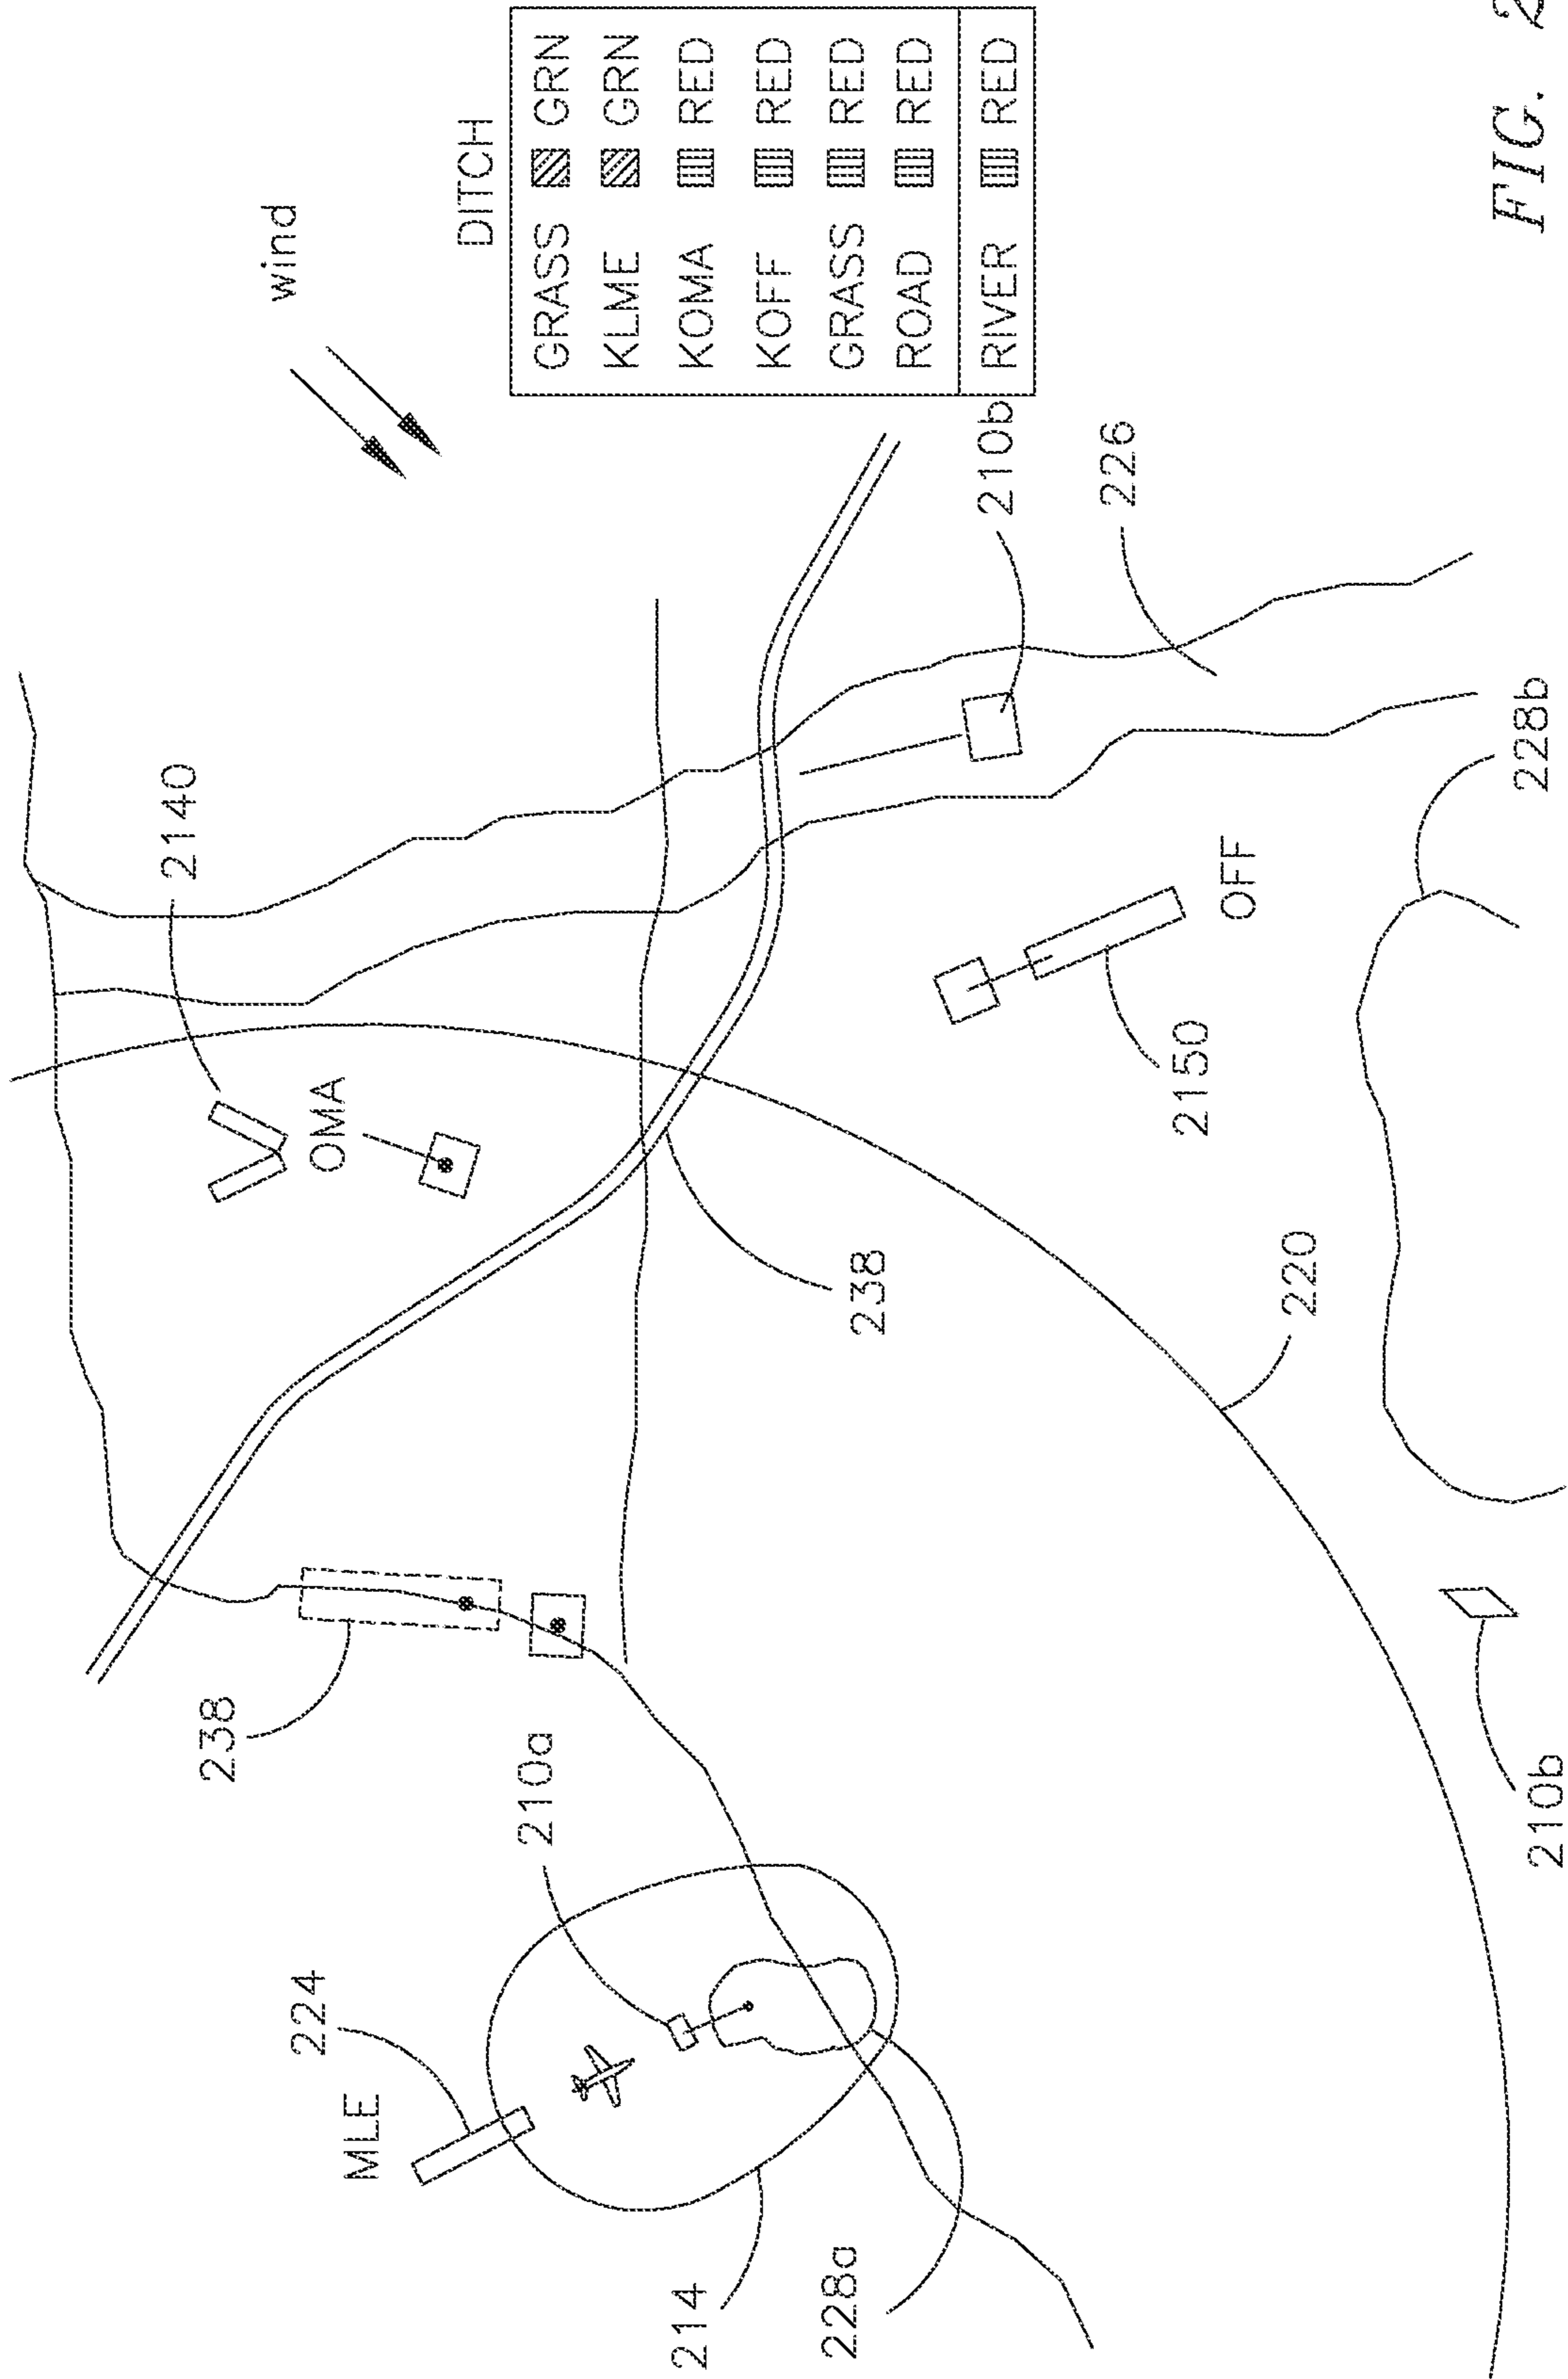 2140
238
wind
224
OMA
MLE
DITCH
210a
GRASS GRN
KLME GRN
214
KOMA RED
KOFF RED
228a
GRASS RED
238
ROAD RED
210b
RIVER RED
226
2150
OFF
220
FIG. 2
228b
210b